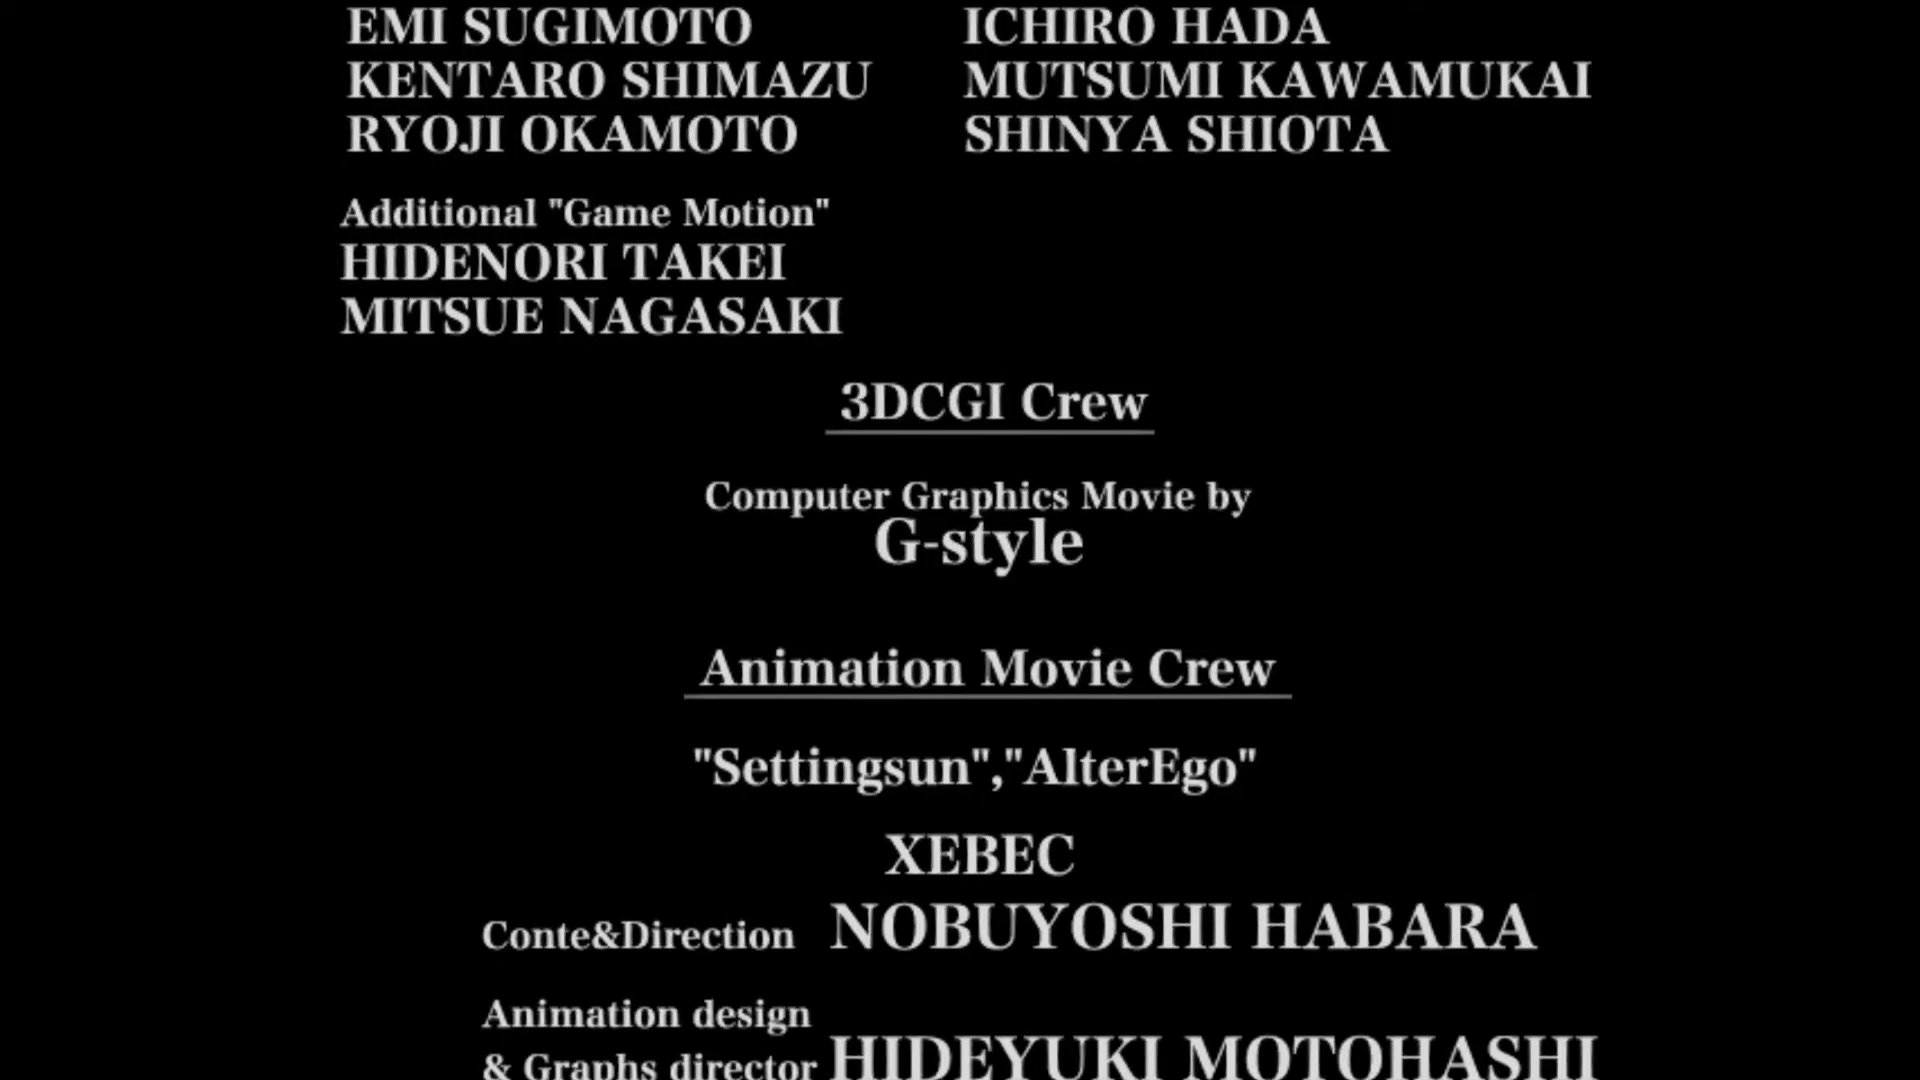 EMI SUGIMOTO ICHIRO HADA
KENTARO SHIMAZU MUTSUMI KAWAMUKAI
RYOJI OKAMOTO SHINYA SHIOTA
Additional "Game Motion"
HIDENORI TAKEI
MITSUE NAGASAKI
3DCGI Crew
Computer Graphics Movie by
G-style
Animation Movie Crew
"Settingsun","AlterEgo"
XEBEC
Conte&Direction NOBUYOSHI HABARA
Animation design
& Graphs director HIDEYUKI MOTOHASHI